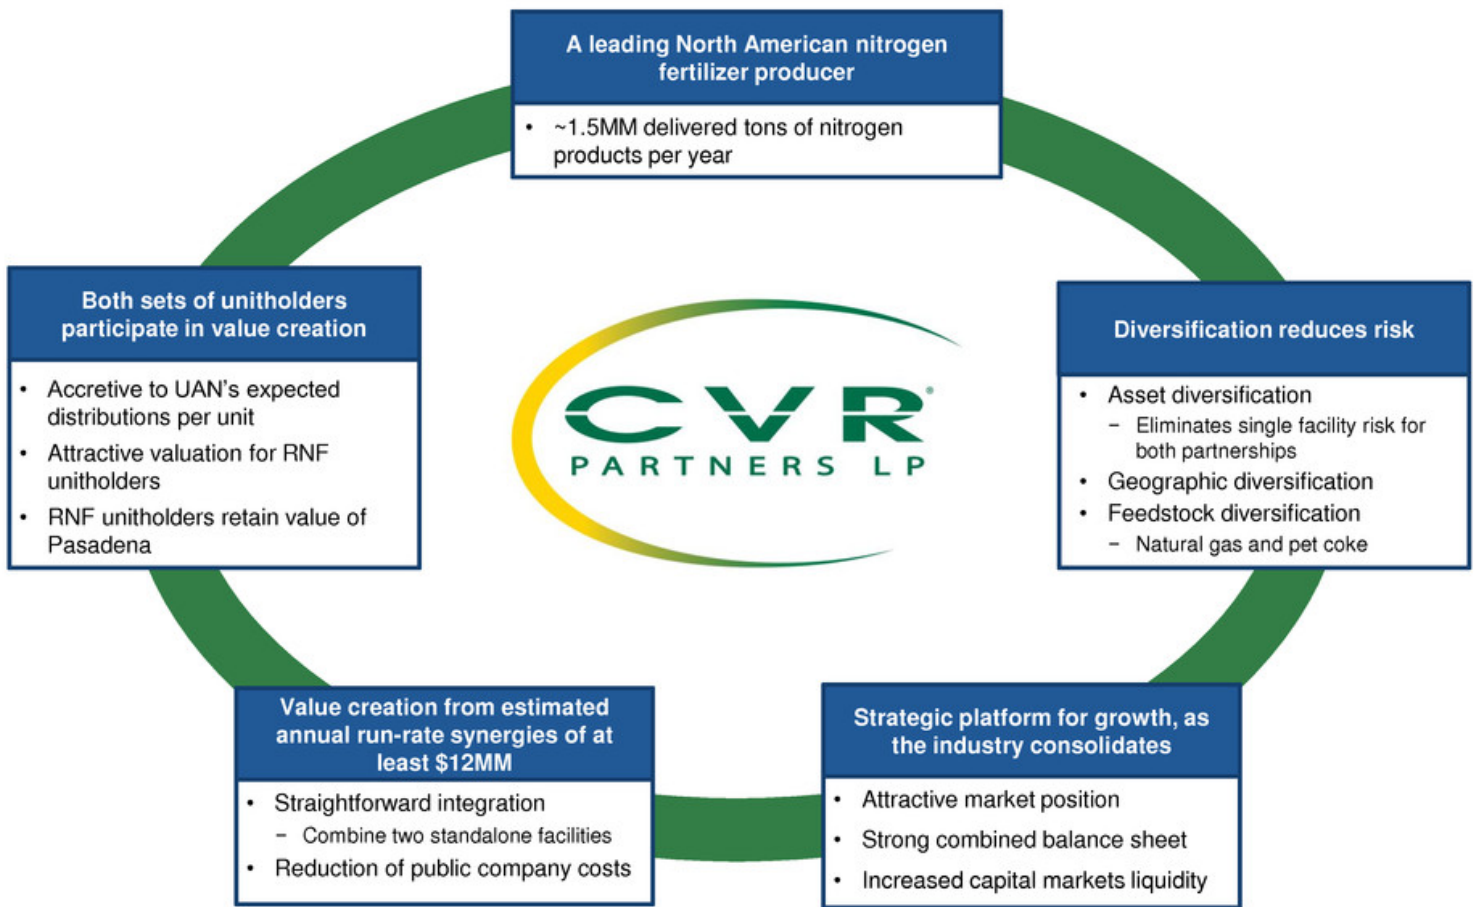 A leading North American nitrogen
fertilizer producer
• ~1.5MM delivered tons of nitrogen
products per year
Both sets of unitholders
participate in value creation
• Accretive to UAN’s expected
distributions per unit
• Attractive valuation for RNF
unitholders
• RNF unitholders retain value of
Pasadena
CVR®
PARTNERS LP
Diversification reduces risk
• Asset diversification
– Eliminates single facility risk for
both partnerships
• Geographic diversification
• Feedstock diversification
– Natural gas and pet coke
Value creation from estimated
annual run-rate synergies of at
least $12MM
• Straightforward integration
– Combine two standalone facilities
• Reduction of public company costs
Strategic platform for growth, as
the industry consolidates
• Attractive market position
• Strong combined balance sheet
• Increased capital markets liquidity